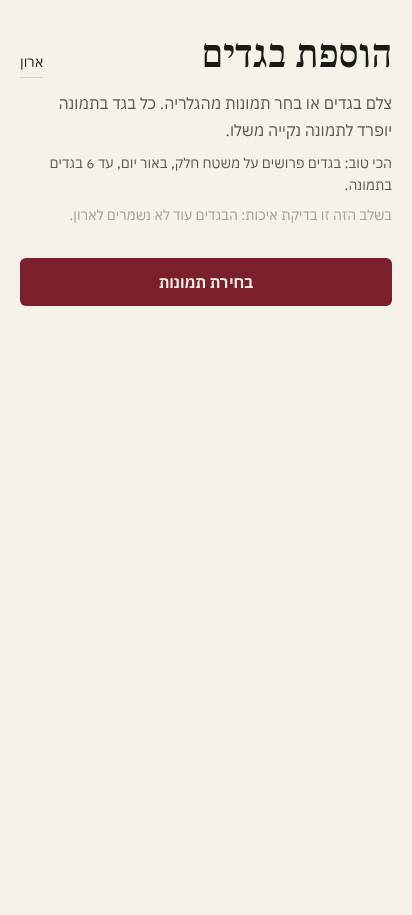 הוספת בגדים
ארון
צלם בגדים או בחר תמונות מהגלריה. כל בגד בתמונה
יופרד לתמונה נקייה משלו.
הכי טוב: בגדים פרושים על משטח חלק, באור יום, עד 6 בגדים
בתמונה.
בשלב הזה זו בדיקת איכות: הבגדים עוד לא נשמרים לארון.
בחירת תמונות